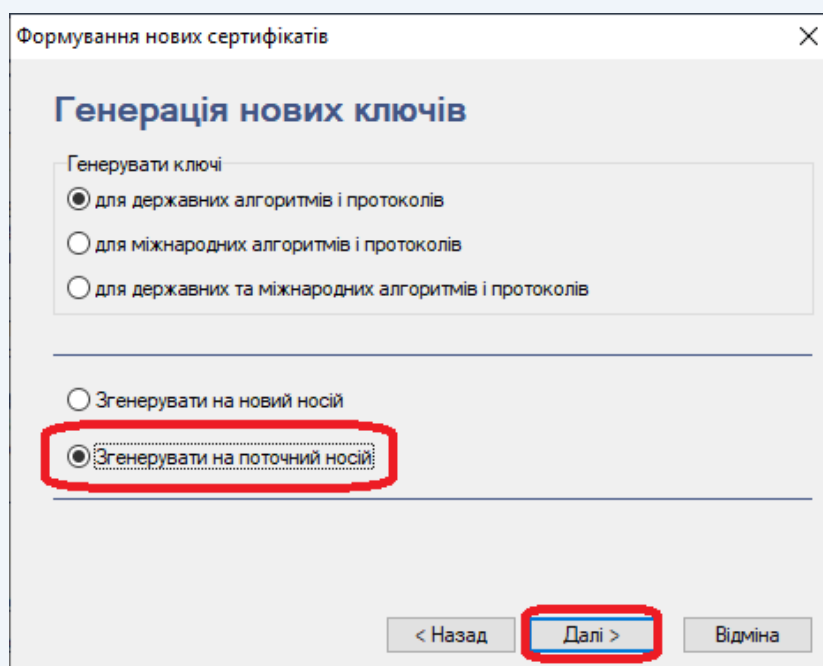 Формування нових сертифікатів
Генерація нових ключів
Генерувати ключі
для державних алгоритмів і протоколів
для міжнародних алгоритмів і протоколів
для державних та міжнародних алгоритмів і протоколів
Згенерувати на новий носій
Згенерувати на поточний носій
< Назад Далі > Відміна